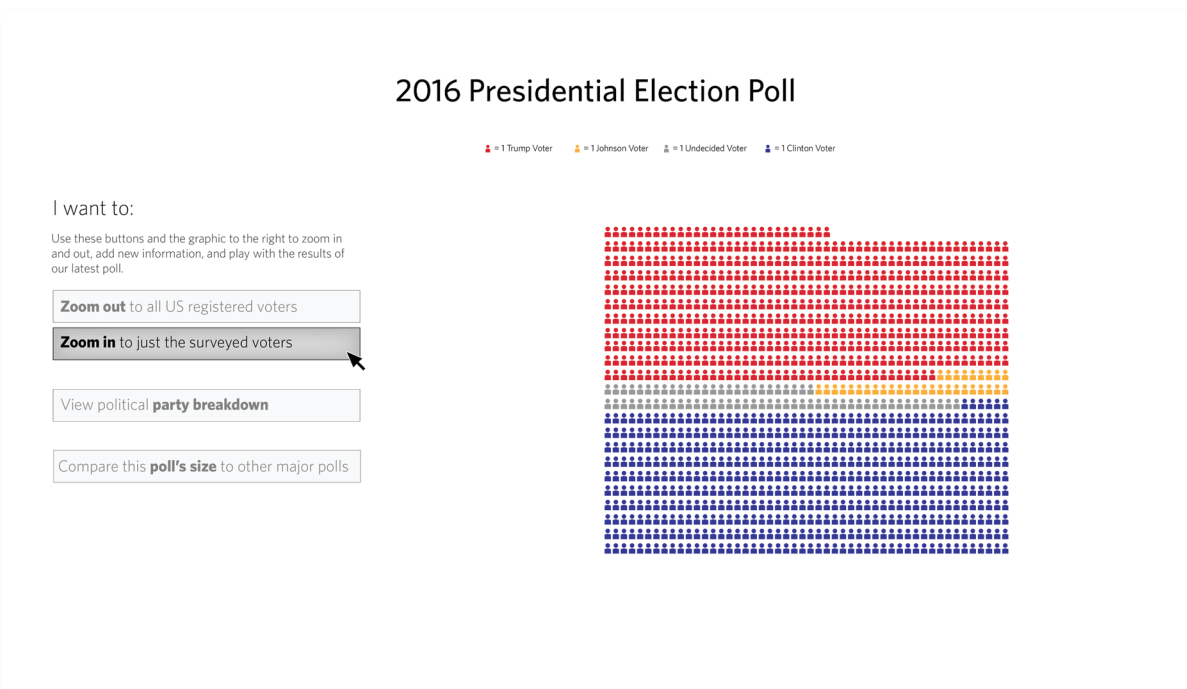 2016 Presidential Election Poll
= 1 Trump Voter = 1 Johnson Voter = 1 Undecided Voter = 1 Clinton Voter
I want to:
Use these buttons and the graphic to the right to zoom in
and out, add new information, and play with the results of
our latest poll.
Zoom out to all US registered voters
Zoom in to just the surveyed voters
View political party breakdown
Compare this poll's size to other major polls